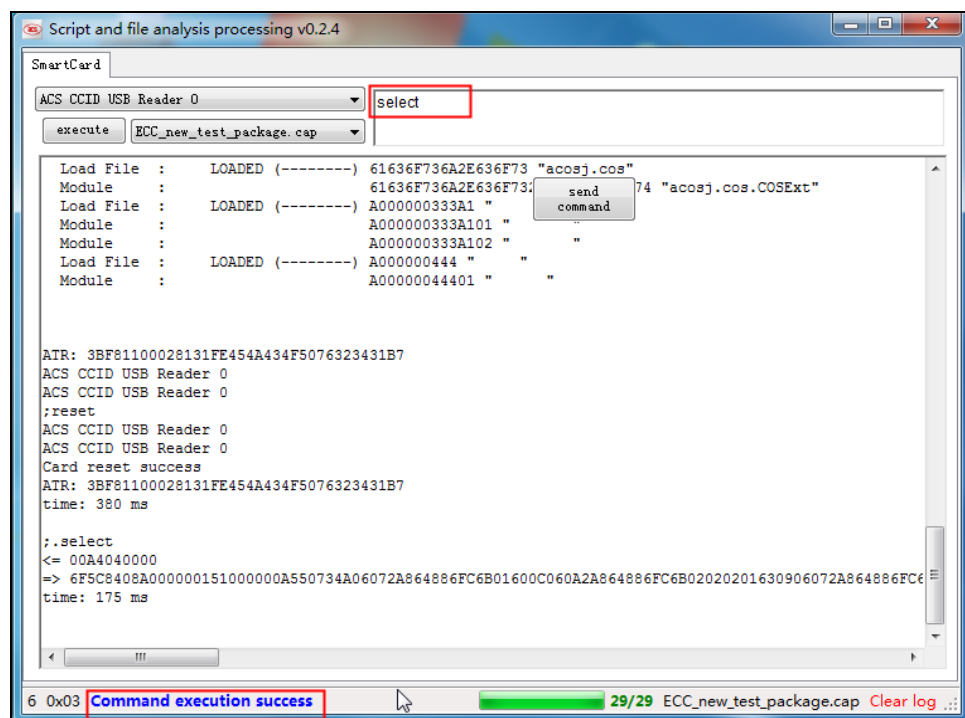 Script and file analysis processing v0.2.4
SmartCard
ACS CCID USB Reader 0
select
execute
ECC_new_test_package.cap
Load File : LOADED (--------) 61636F736A2E636F73 "acosj.cos"
Module : 61636F736A2E636F732 74 "acosj.cos.COSExt"
send
command
Load File : LOADED (--------) A000000333A1 "
Module : A000000333A101 " "
Module : A000000333A102 " "
Load File : LOADED (--------) A000000444 " "
Module : A00000044401 " "
ATR: 3BF81100028131FE454A434F5076323431B7
ACS CCID USB Reader 0
ACS CCID USB Reader 0
;reset
ACS CCID USB Reader 0
ACS CCID USB Reader 0
Card reset success
ATR: 3BF81100028131FE454A434F5076323431B7
time: 380 ms
;.select
<= 00A4040000
=> 6F5C8408A000000151000000A550734A06072A864886FC6B01600C060A2A864886FC6B02020201630906072A864886FC6
time: 175 ms
6 0x03 Command execution success
29/29 ECC_new_test_package.cap Clear log